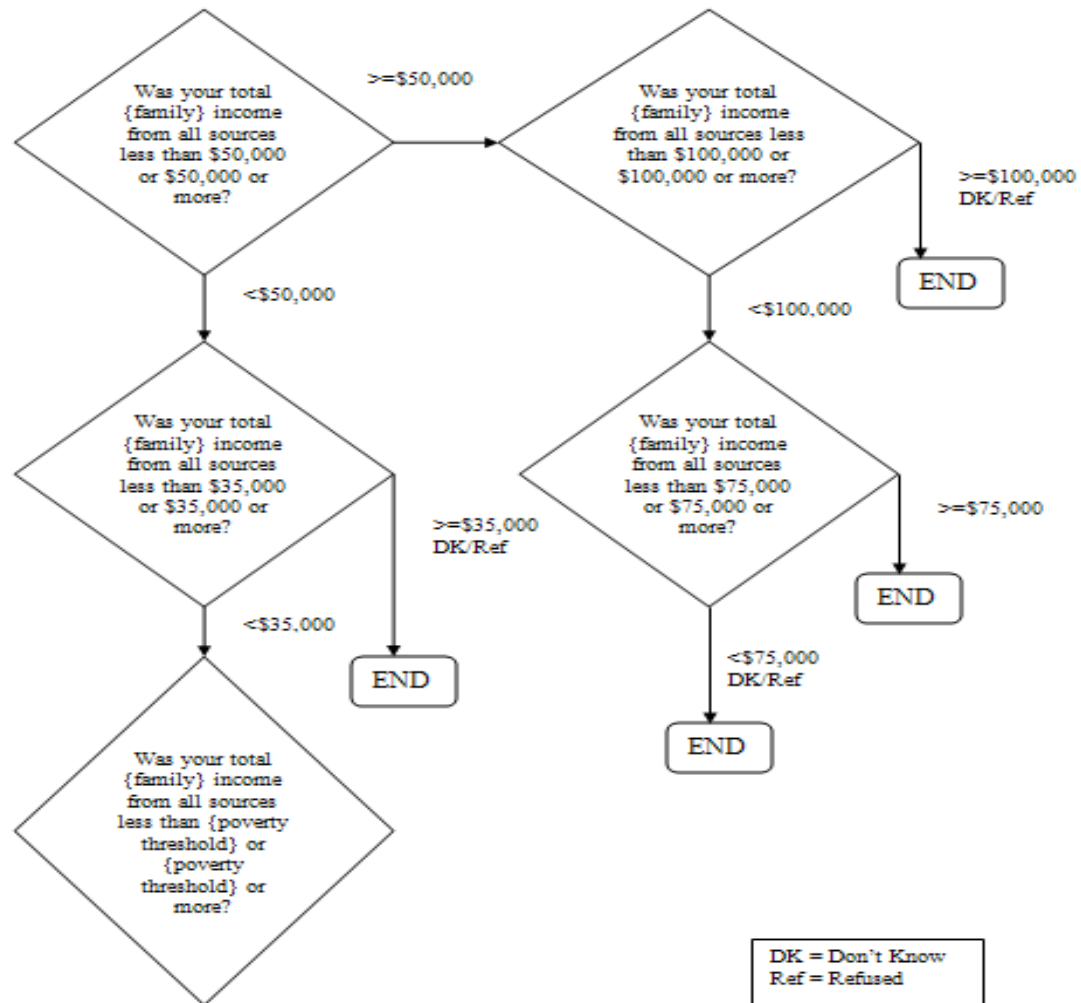 Was your total
{family} income
from all sources
less than $50,000
or $50,000 or
more?
>=$50,000
Was your total
{family} income
from all sources less
than $100,000 or
$100,000 or more?
>=$100,000
DK/Ref
END
<$50,000
<$100,000
Was your total
{family} income
from all sources
less than $35,000
or $35,000 or
more?
>=$35,000
DK/Ref
Was your total
{family} income
from all sources
less than $75,000
or $75,000 or
more?
>=$75,000
END
<$35,000
END
<$75,000
DK/Ref
END
Was your total
{family} income
from all sources
less than {poverty
threshold} or
{poverty
threshold} or
more?
DK = Don't Know
Ref = Refused